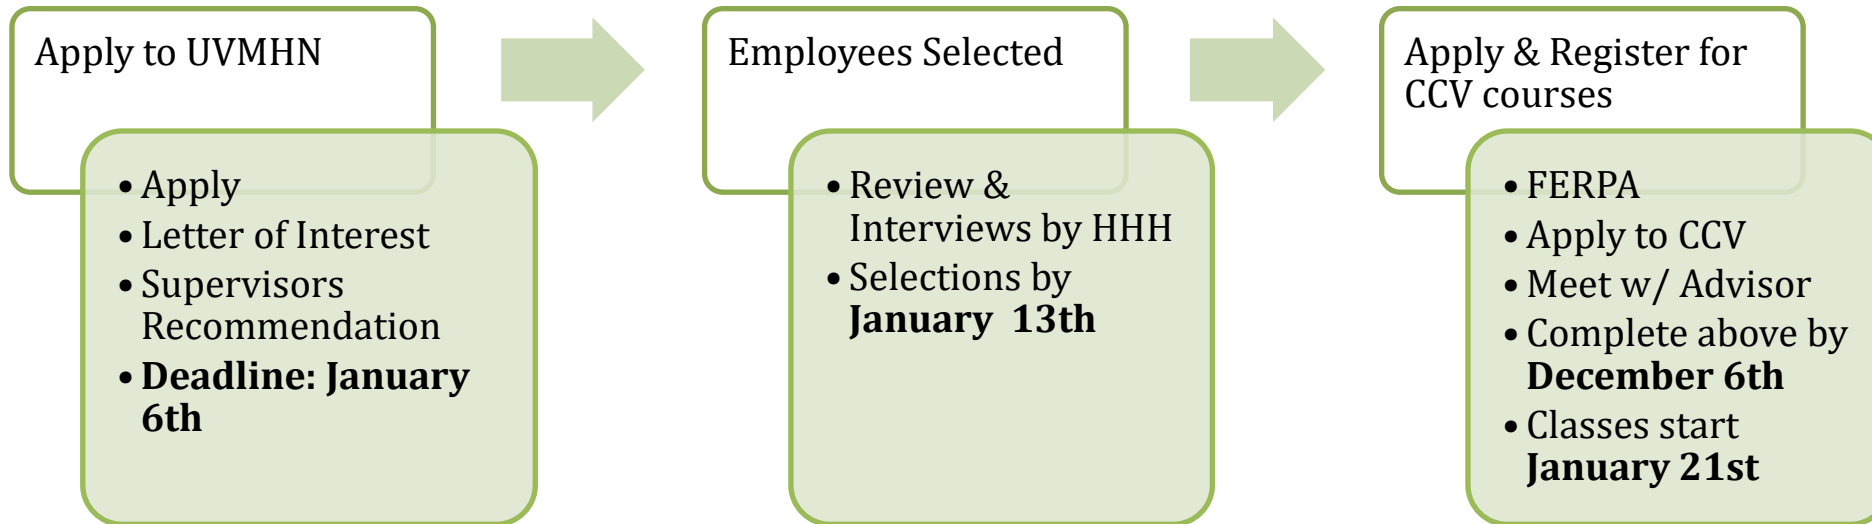 Apply to UVMHN
• Apply
• Letter of Interest
• Supervisors
Recommendation
• Deadline: January
6th
Employees Selected
• Review &
Interviews by HHH
• Selections by
January  13th
Apply & Register for
CCV courses
• FERPA
• Apply to CCV
• Meet w/ Advisor
• Complete above by
December 6th
• Classes start
January 21st